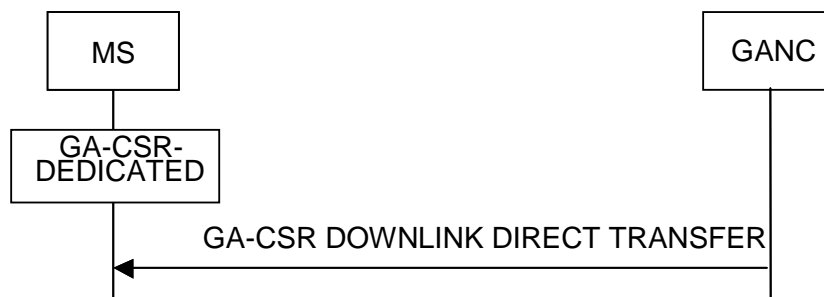 MS
GANC
GA-CSR-
DEDICATED
GA-CSR DOWNLINK DIRECT TRANSFER